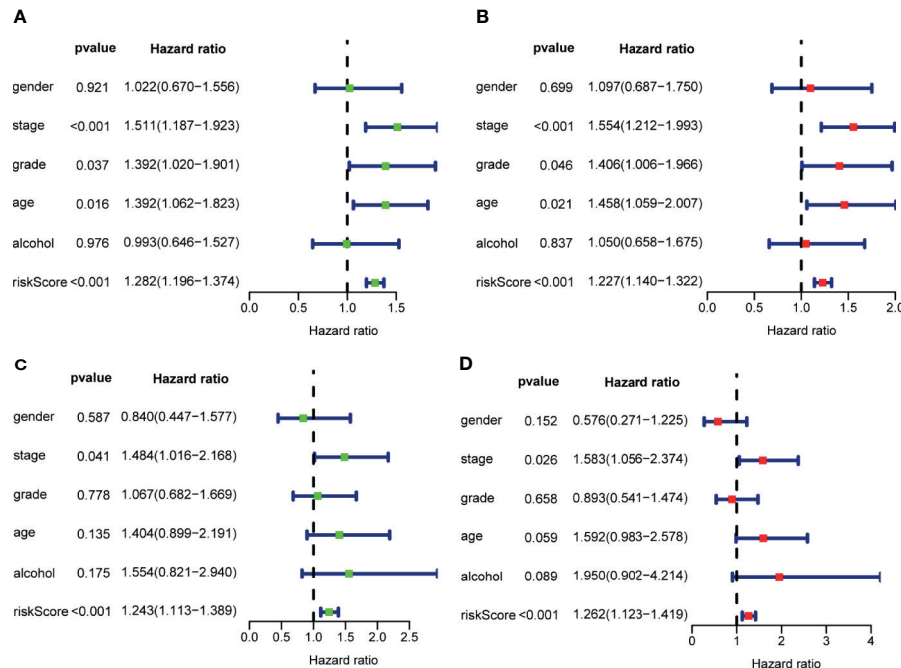 A
pvalue Hazard ratio
gender 0.921 1.022(0.670−1.556)
stage <0.001 1.511(1.187−1.923)
grade 0.037 1.392(1.020−1.901)
age 0.016 1.392(1.062−1.823)
alcohol 0.976 0.993(0.646−1.527)
riskScore <0.001 1.282(1.196−1.374)
0.0 0.5 1.0 1.5
Hazard ratio
B
pvalue Hazard ratio
gender 0.699 1.097(0.687−1.750)
stage <0.001 1.554(1.212−1.993)
grade 0.046 1.406(1.006−1.966)
age 0.021 1.458(1.059−2.007)
alcohol 0.837 1.050(0.658−1.675)
riskScore <0.001 1.227(1.140−1.322)
0.0 0.5 1.0 1.5 2.0
Hazard ratio
C
pvalue Hazard ratio
gender 0.587 0.840(0.447−1.577)
stage 0.041 1.484(1.016−2.168)
grade 0.778 1.067(0.682−1.669)
age 0.135 1.404(0.899−2.191)
alcohol 0.175 1.554(0.821−2.940)
riskScore <0.001 1.243(1.113−1.389)
0.0 0.5 1.0 1.5 2.0 2.5
Hazard ratio
D
pvalue Hazard ratio
gender 0.152 0.576(0.271−1.225)
stage 0.026 1.583(1.056−2.374)
grade 0.658 0.893(0.541−1.474)
age 0.059 1.592(0.983−2.578)
alcohol 0.089 1.950(0.902−4.214)
riskScore <0.001 1.262(1.123−1.419)
0 1 2 3 4
Hazard ratio